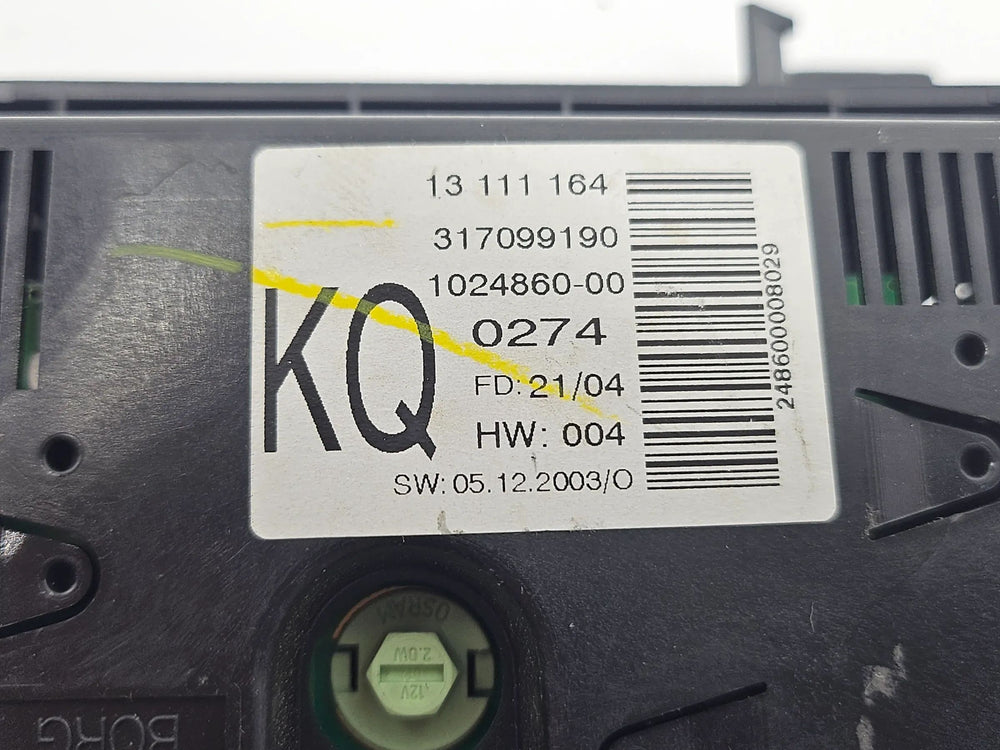 13 111 164
317099190
1024860-00
KQ
0274
FD: 21/04
HW: 004
SW: 05.12.2003/O
248600008029
OSRAM
2.0W
12V
BORG